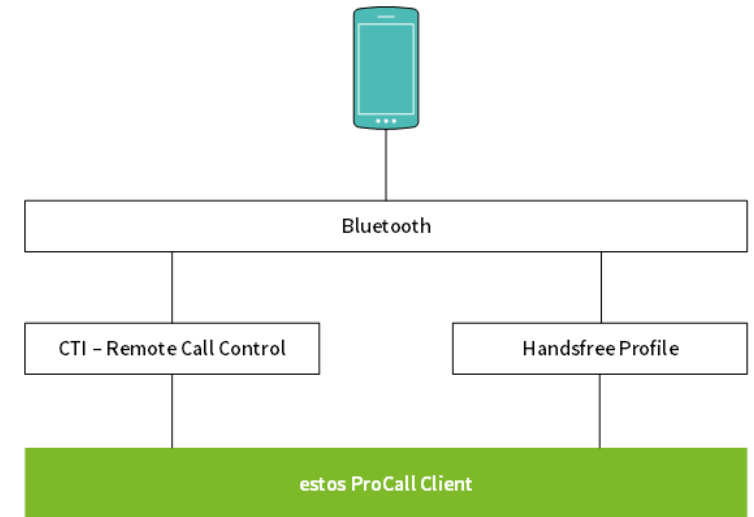 Bluetooth
CTI – Remote Call Control
Handsfree Profile
estos ProCall Client